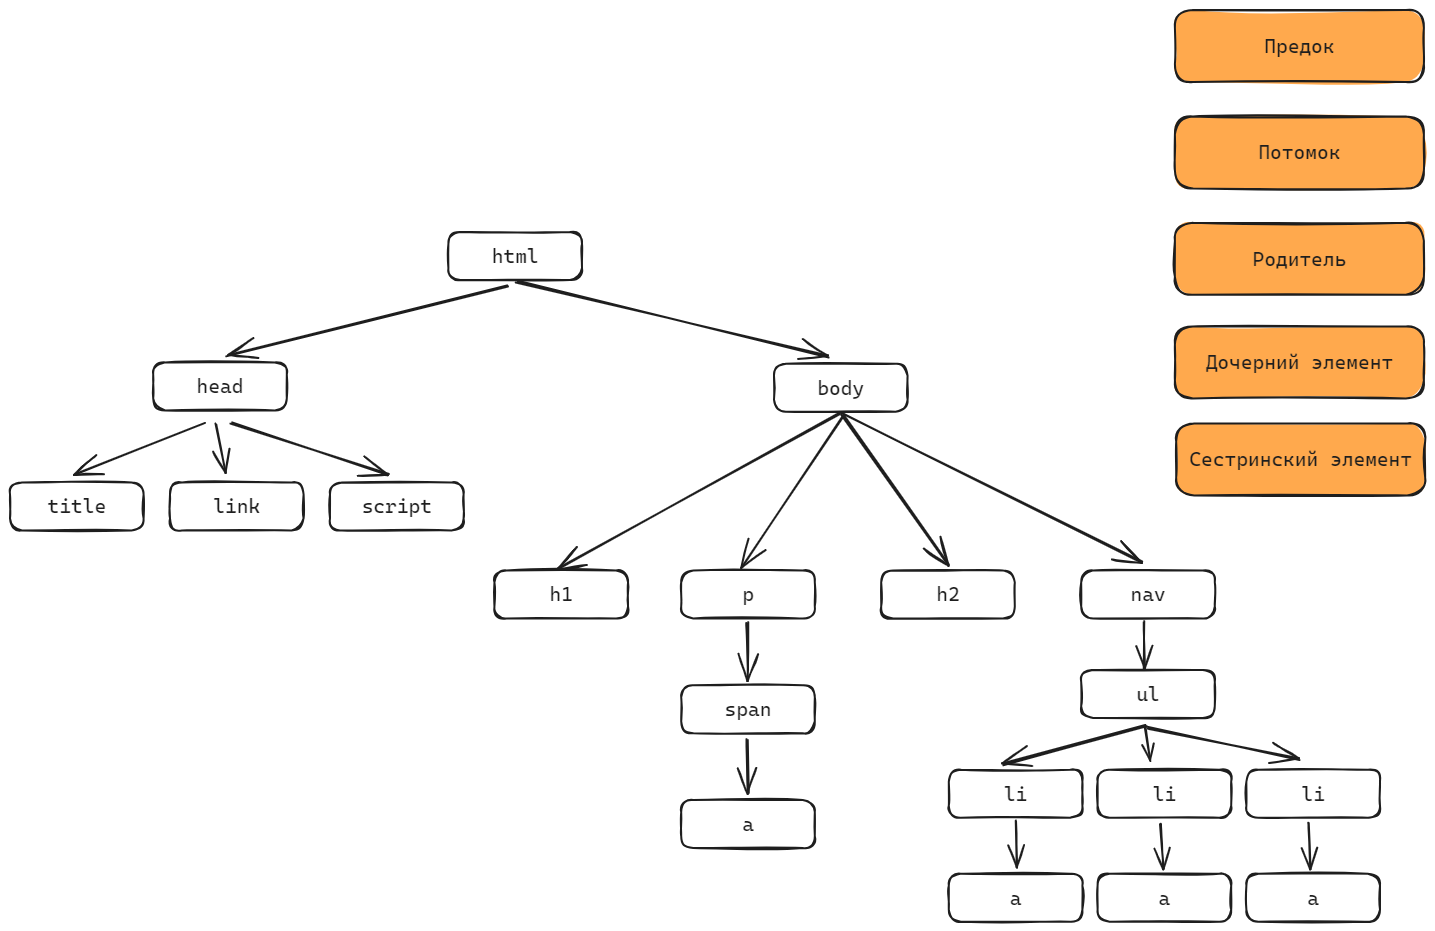 Предок
Потомок
Родитель
Дочерний элемент
Сестринский элемент
html
head
body
title
link
script
h1
p
h2
nav
span
ul
a
li
li
li
a
a
a